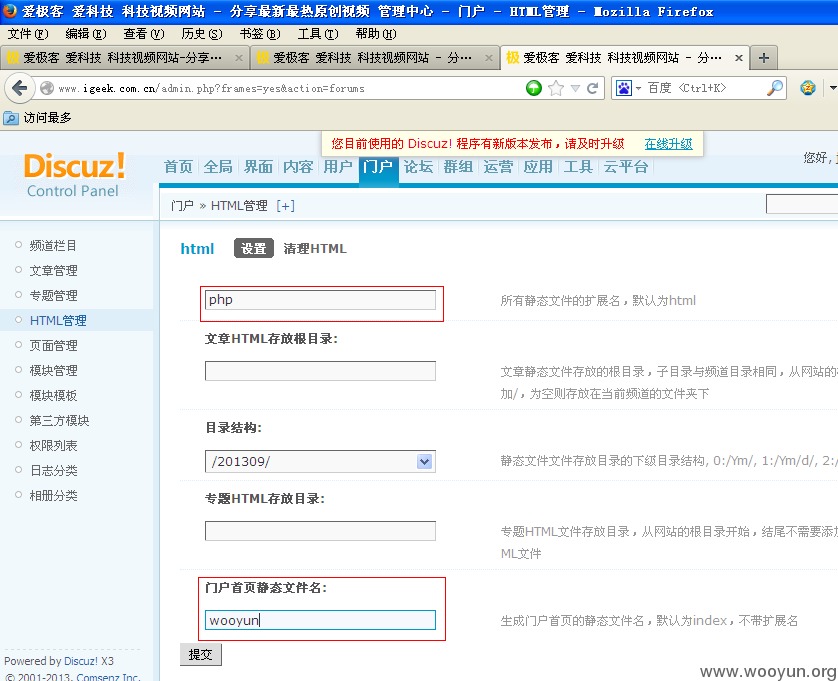 爱极客 爱科技 科技视频网站 - 分享最新最热原创视频 管理中心 - 门户 - HTML管理 - Mozilla Firefox
文件(F) 编辑(E) 查看(V) 历史(S) 书签(B) 工具(T) 帮助(H)
极 爱极客 爱科技 科技视频网站-分享··· × 极 爱极客 爱科技 科技视频网站 - 分··· × 极 爱极客 爱科技 科技视频网站 - 分··· × +
www.igeek.com.cn/admin.php?frames=yes&action=forums 百度 <Ctrl+K>
访问最多
您目前使用的 Discuz! 程序有新版本发布，请及时升级 在线升级
Discuz!
Control Panel
首页 全局 界面 内容 用户 门户 论坛 群组 运营 应用 工具 云平台
您好,
门户 » HTML管理 [+]
频道栏目
文章管理
专题管理
HTML管理
页面管理
模块管理
模块模板
第三方模块
权限列表
日志分类
相册分类
html 设置 清理HTML
php
所有静态文件的扩展名，默认为html
文章HTML存放根目录:
文章静态文件存放的根目录，子目录与频道目录相同，从网站的
加/，为空则存放在当前频道的文件夹下
目录结构:
/201309/
静态文件文件存放目录的下级目录结构, 0:/Ym/, 1:/Ym/d/, 2:/
专题HTML存放目录:
专题HTML文件存放目录，从网站的根目录开始，结尾不需要添加
ML文件
门户首页静态文件名:
wooyun
生成门户首页的静态文件名，默认为index，不带扩展名
提交
Powered by Discuz! X3
© 2001-2013, Comsenz Inc.
www.wooyun.org